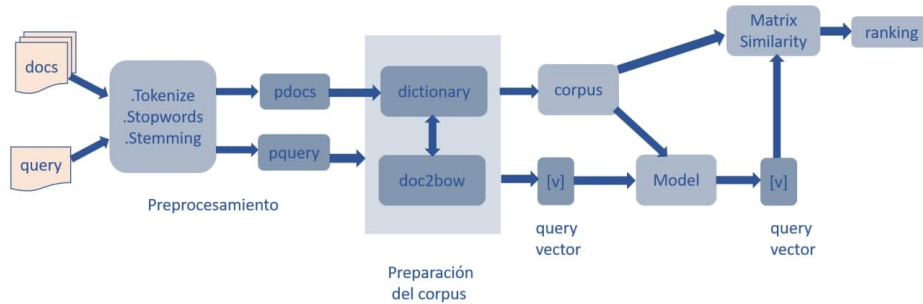 docs
query
.Tokenize
.Stopwords
.Stemming
Preprocesamiento
pdocs
pquery
dictionary
doc2bow
Preparación
del corpus
corpus
[v]
query
vector
Model
[v]
query
vector
Matrix
Similarity
ranking